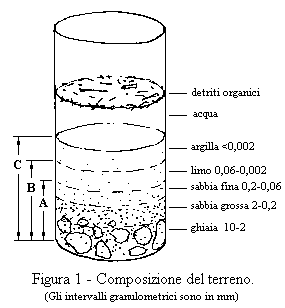 detriti organici
acqua
argilla <0,002
C
limo 0,06-0,002
B
sabbia fina 0,2-0,06
A
sabbia grossa 2-0,2
ghiaia 10-2
Figura 1 - Composizione del terreno.
(Gli intervalli granulometrici sono in mm)